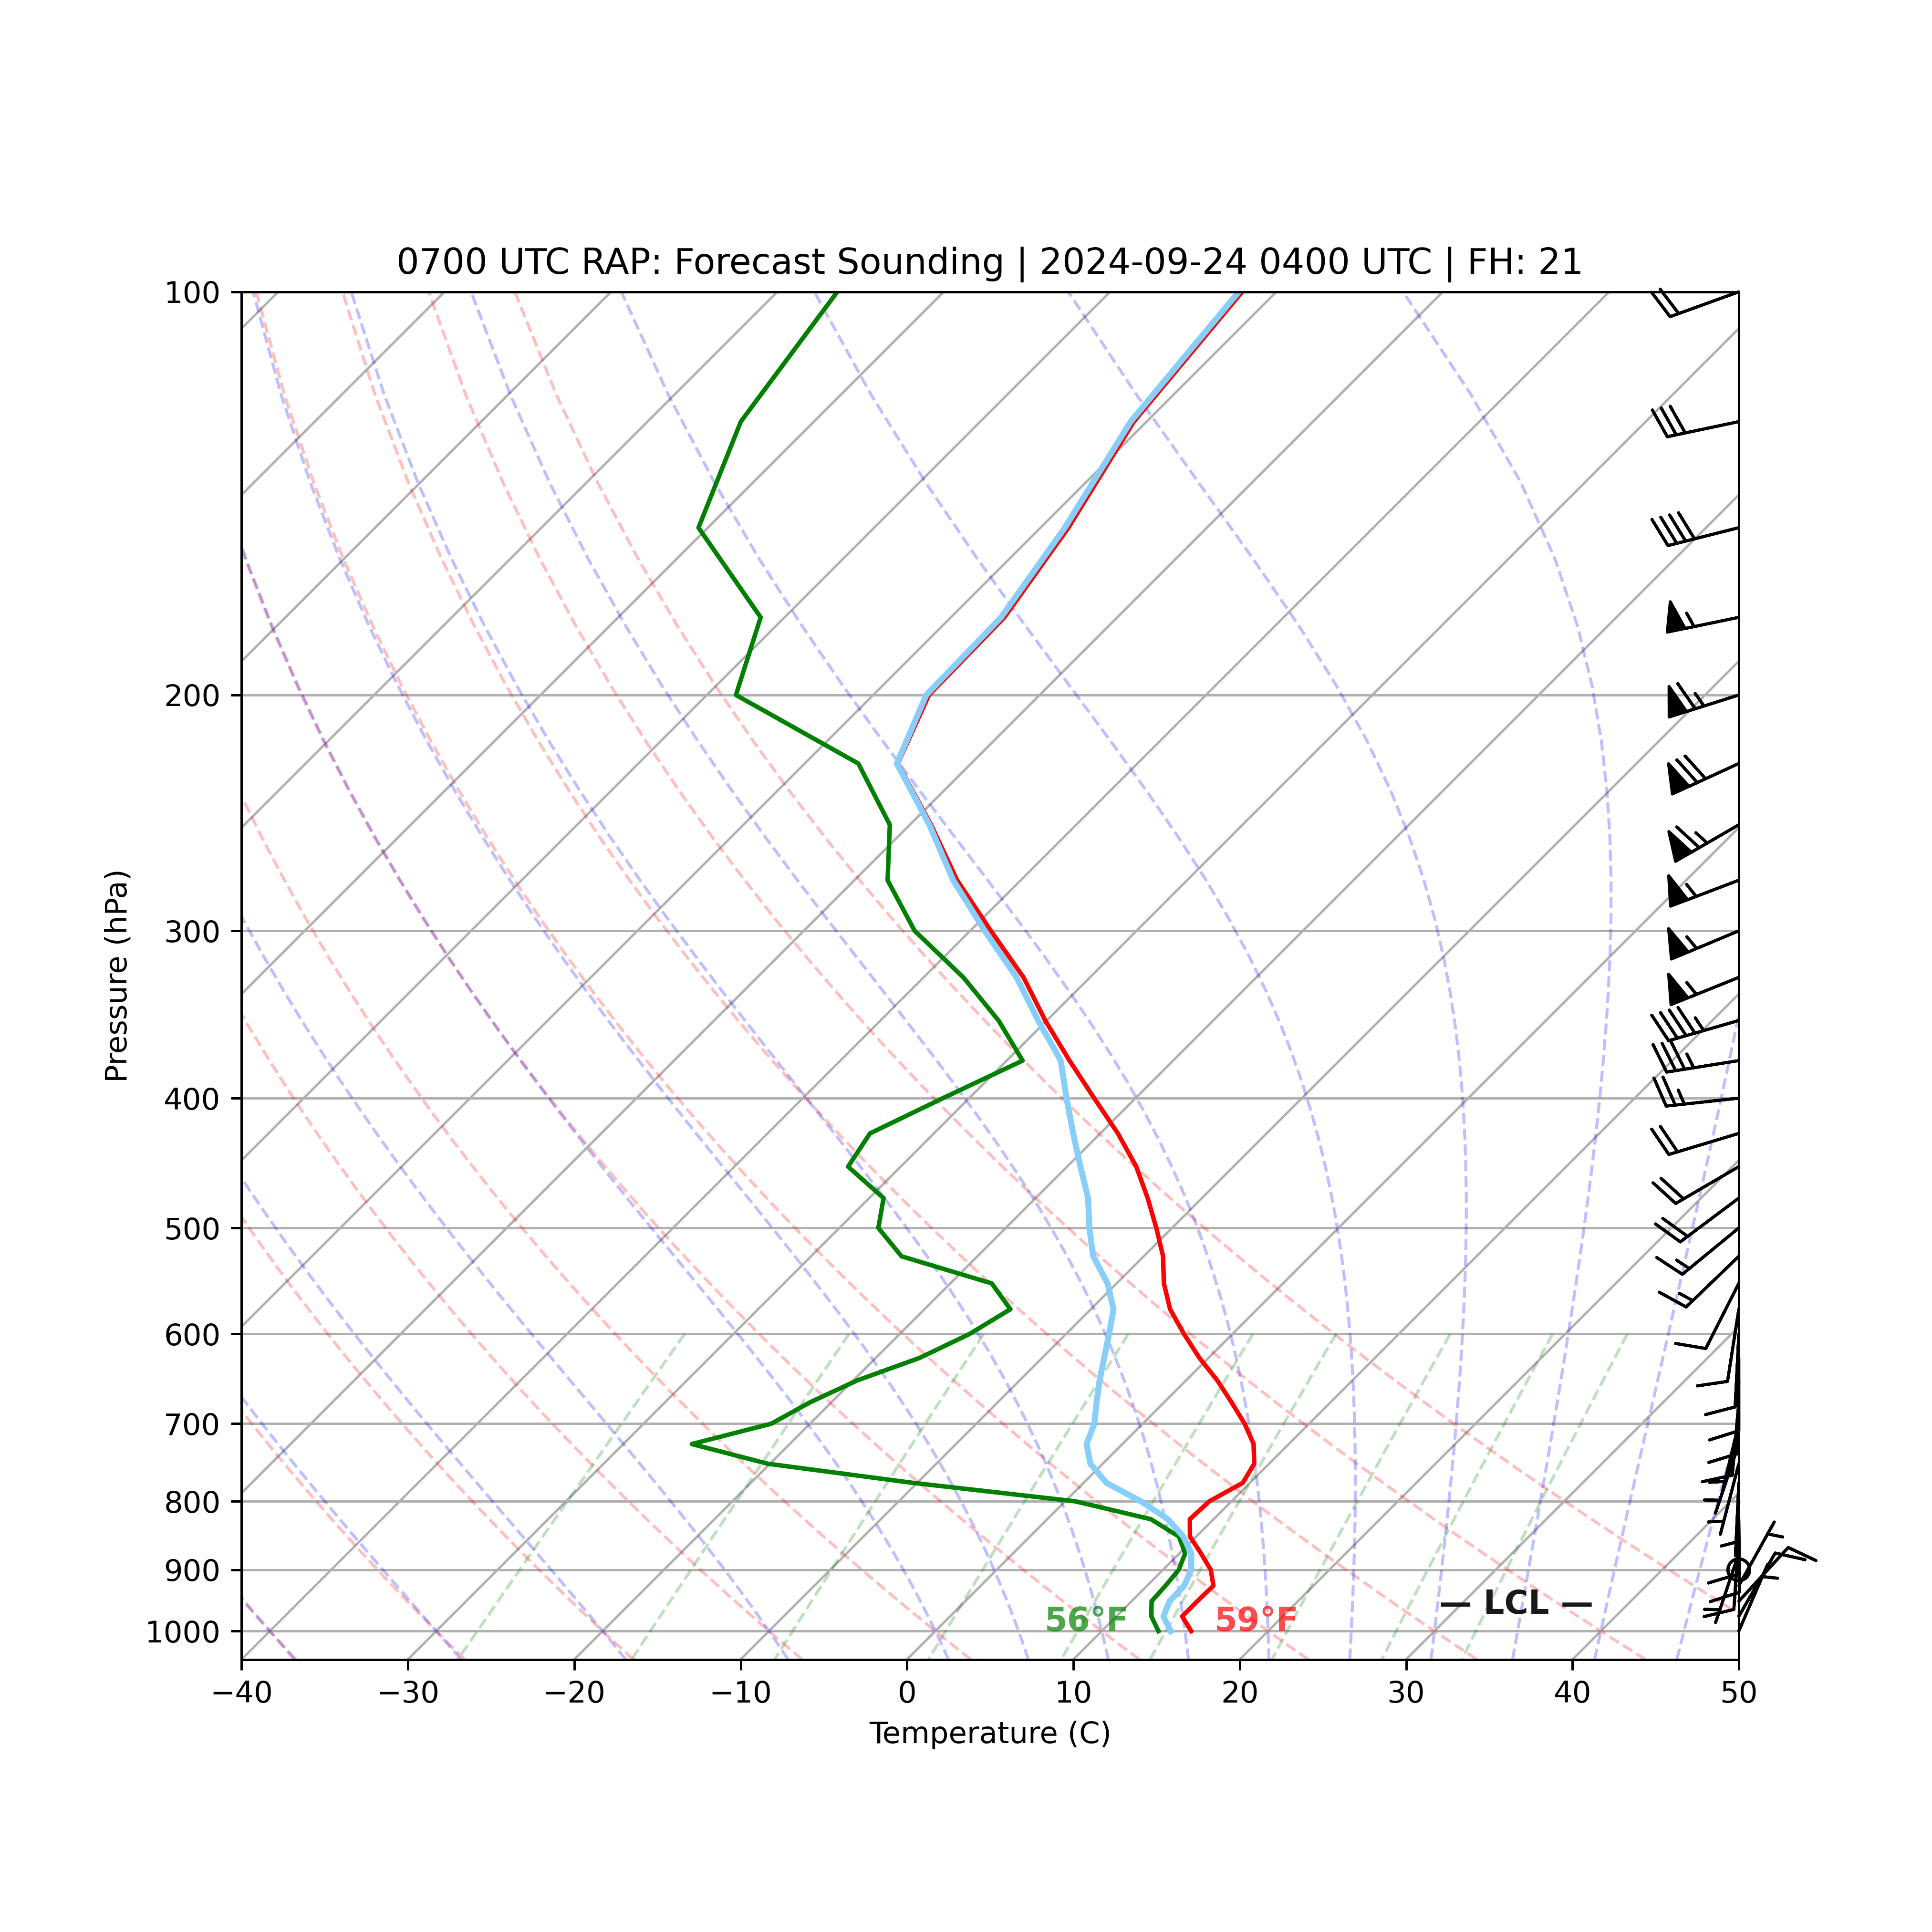 0700 UTC RAP: Forecast Sounding | 2024-09-24 0400 UTC | FH: 21
100
200
300
400
500
600
700
800
900
1000
Pressure (hPa)
56°F
59°F
— LCL —
−40 −30 −20 −10 0 10 20 30 40 50
Temperature (C)